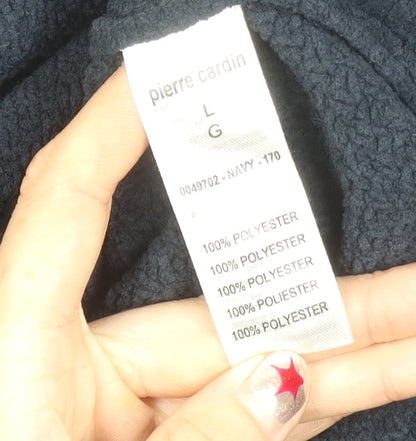 pierre cardin
L
G
0049702 - NAVY - 170
100% POLYESTER
100% POLYESTER
100% POLYESTER
100% POLIESTER
100% POLYESTER